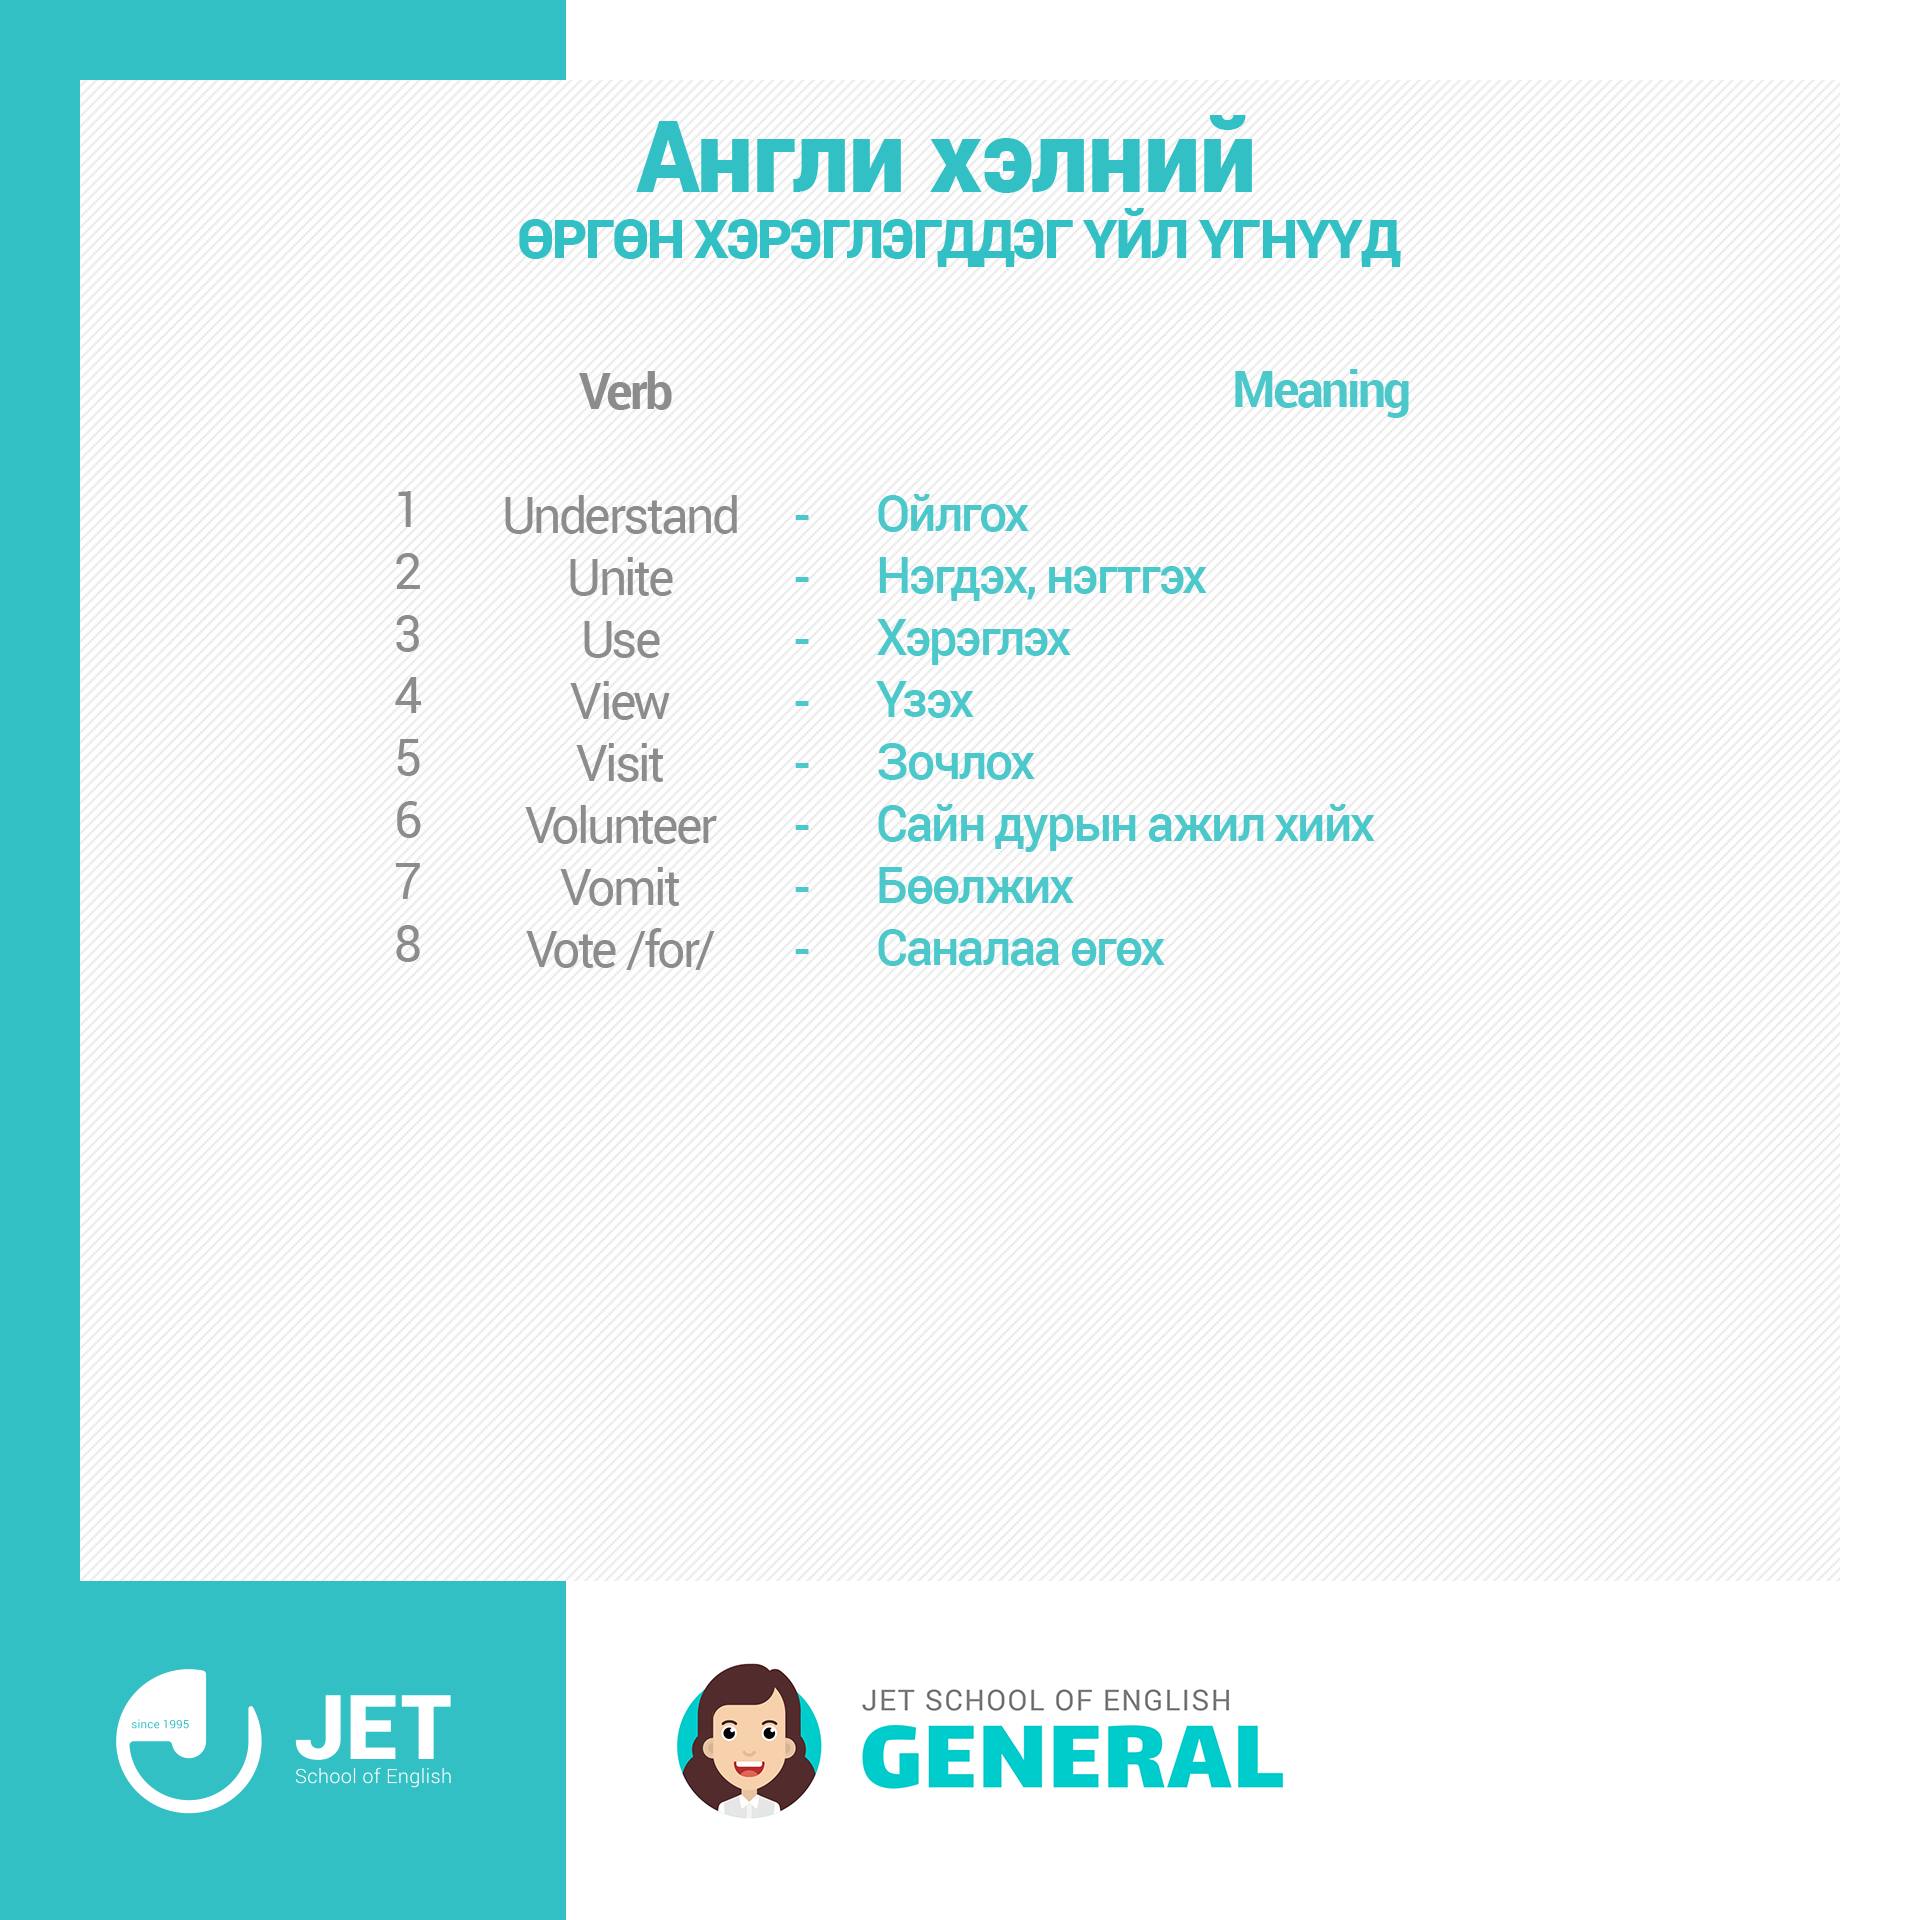 Англи хэлний
ӨРГӨН ХЭРЭГЛЭГДДЭГ ҮЙЛ ҮГНҮҮД
Verb Meaning
1 Understand - Ойлгох
2 Unite - Нэгдэх, нэгтгэх
3 Use - Хэрэглэх
4 View - Үзэх
5 Visit - Зочлох
6 Volunteer - Сайн дурын ажил хийх
7 Vomit - Бөөлжих
8 Vote /for/ - Саналаа өгөх
since 1995
JET
School of English
JET SCHOOL OF ENGLISH
GENERAL